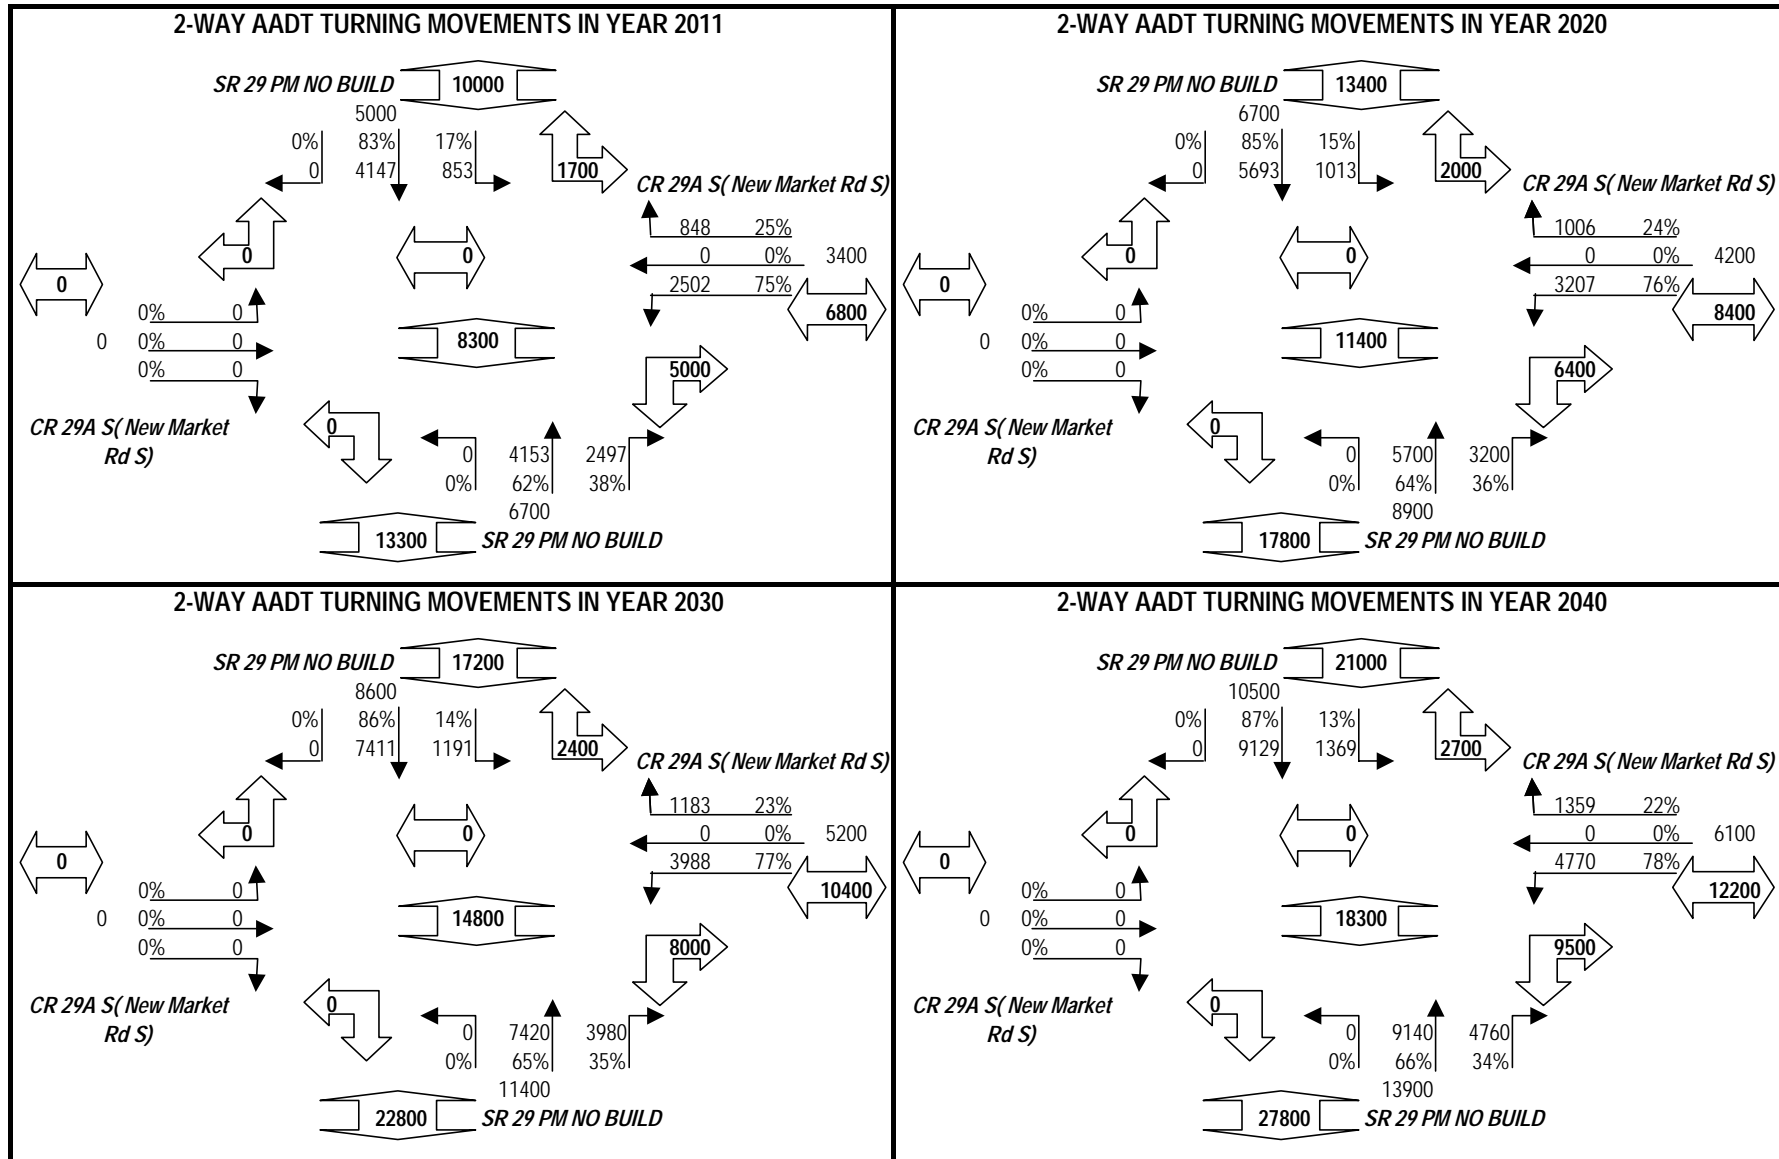 2-WAY AADT TURNING MOVEMENTS IN YEAR 2011
SR 29 PM NO BUILD 10000
5000
0% 83% 17%
0 4147 853
1700
CR 29A S( New Market Rd S)
848 25%
0 0% 3400
2502 75%
6800
0
0
0
0% 0
0 0% 0
0% 0
8300
5000
CR 29A S( New Market
Rd S)
0
0 4153 2497
0% 62% 38%
6700
13300 SR 29 PM NO BUILD
2-WAY AADT TURNING MOVEMENTS IN YEAR 2020
SR 29 PM NO BUILD 13400
6700
0% 85% 15%
0 5693 1013
2000
CR 29A S( New Market Rd S)
1006 24%
0 0% 4200
3207 76%
8400
0
0
0
0% 0
0 0% 0
0% 0
11400
6400
CR 29A S( New Market
Rd S)
0
0 5700 3200
0% 64% 36%
8900
17800 SR 29 PM NO BUILD
2-WAY AADT TURNING MOVEMENTS IN YEAR 2030
SR 29 PM NO BUILD 17200
8600
0% 86% 14%
0 7411 1191
2400
CR 29A S( New Market Rd S)
1183 23%
0 0% 5200
3988 77%
10400
0
0
0
0% 0
0 0% 0
0% 0
14800
8000
CR 29A S( New Market
Rd S)
0
0 7420 3980
0% 65% 35%
11400
22800 SR 29 PM NO BUILD
2-WAY AADT TURNING MOVEMENTS IN YEAR 2040
SR 29 PM NO BUILD 21000
10500
0% 87% 13%
0 9129 1369
2700
CR 29A S( New Market Rd S)
1359 22%
0 0% 6100
4770 78%
12200
0
0
0
0% 0
0 0% 0
0% 0
18300
9500
CR 29A S( New Market
Rd S)
0
0 9140 4760
0% 66% 34%
13900
27800 SR 29 PM NO BUILD